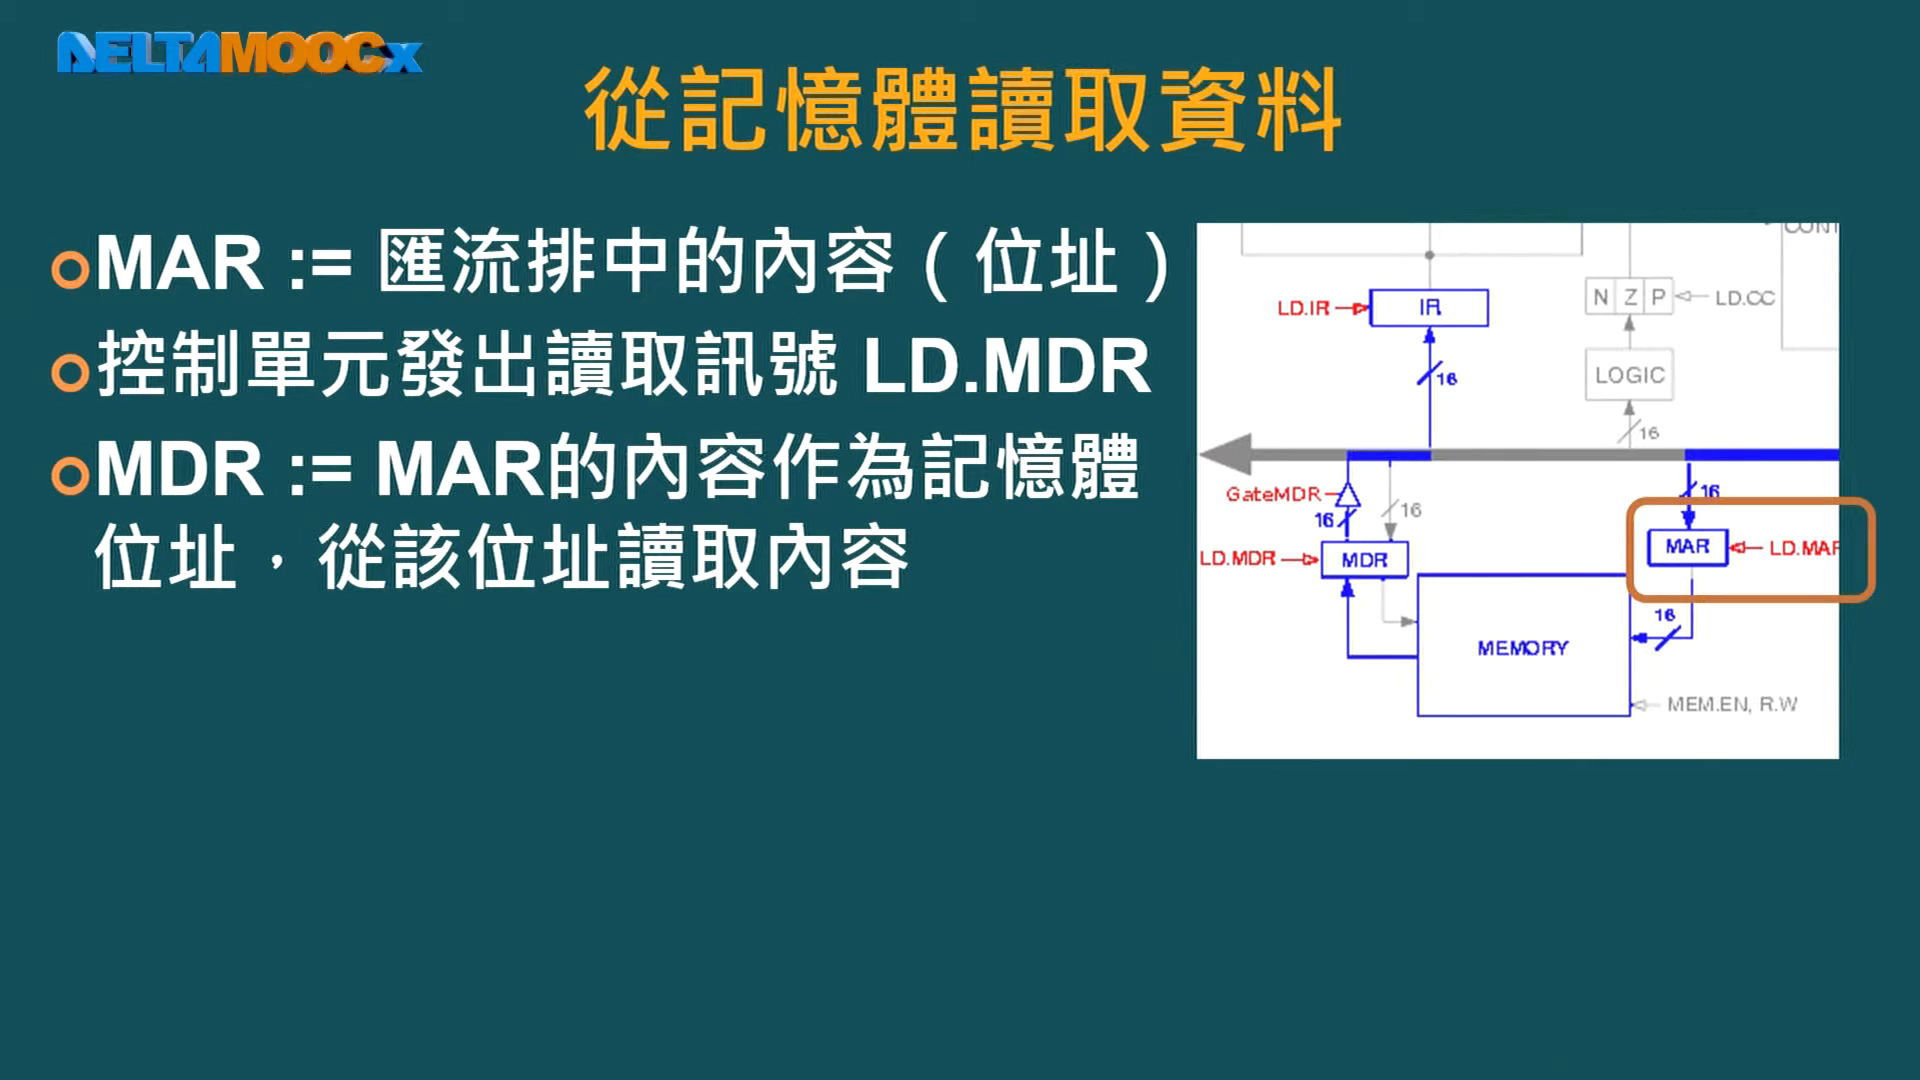 DELTAMOOCx
從記憶體讀取資料
MAR := 匯流排中的內容（位址）
控制單元發出讀取訊號 LD.MDR
MDR := MAR的內容作為記憶體
位址，從該位址讀取內容
CONT
LD.IR
IR
N Z P
LD.CC
16
LOGIC
16
GateMDR
16
16
16
LD.MDR
MDR
MAR
LD.MAR
16
MEMORY
MEM.EN, R.W